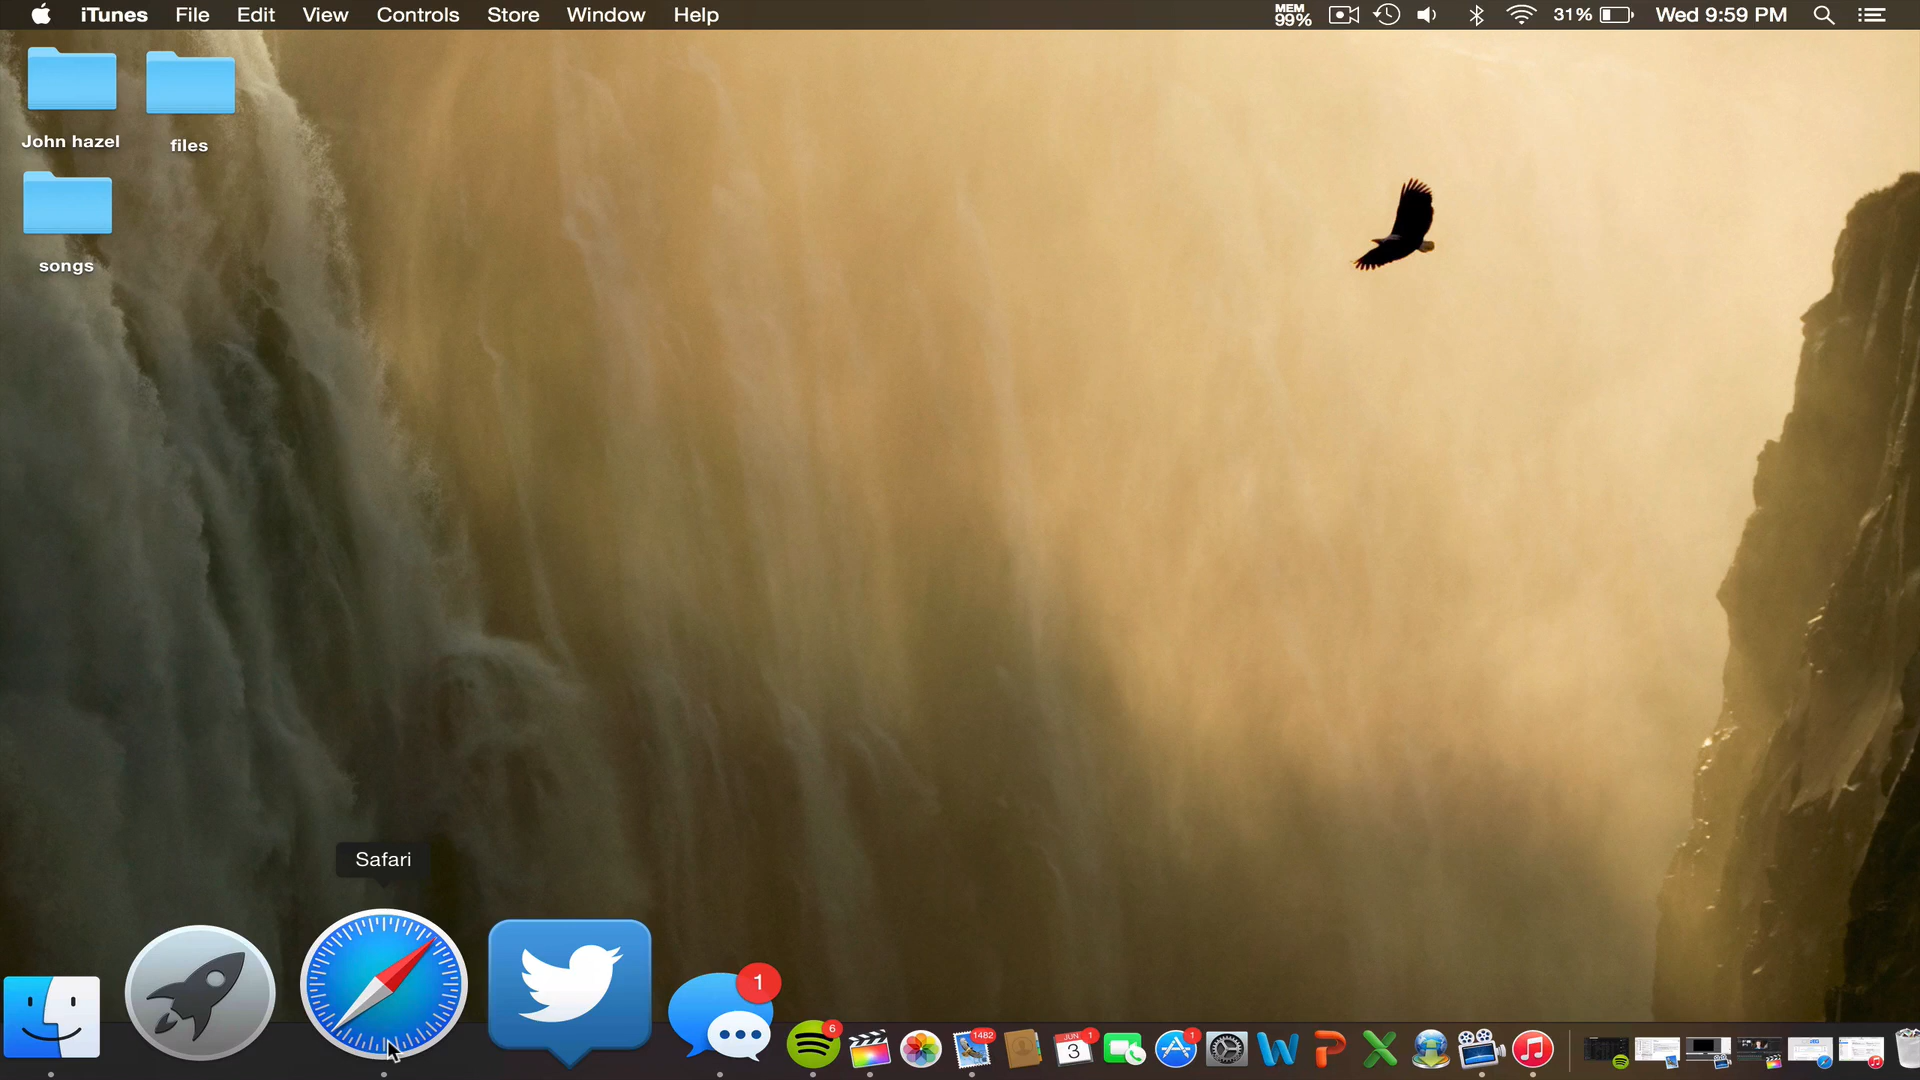 iTunes File Edit View Controls Store Window Help MEM 99% 31% Wed 9:59 PM
John hazel
files
songs
Safari
1
6
1482
JUN 3
1
1
W
P
X